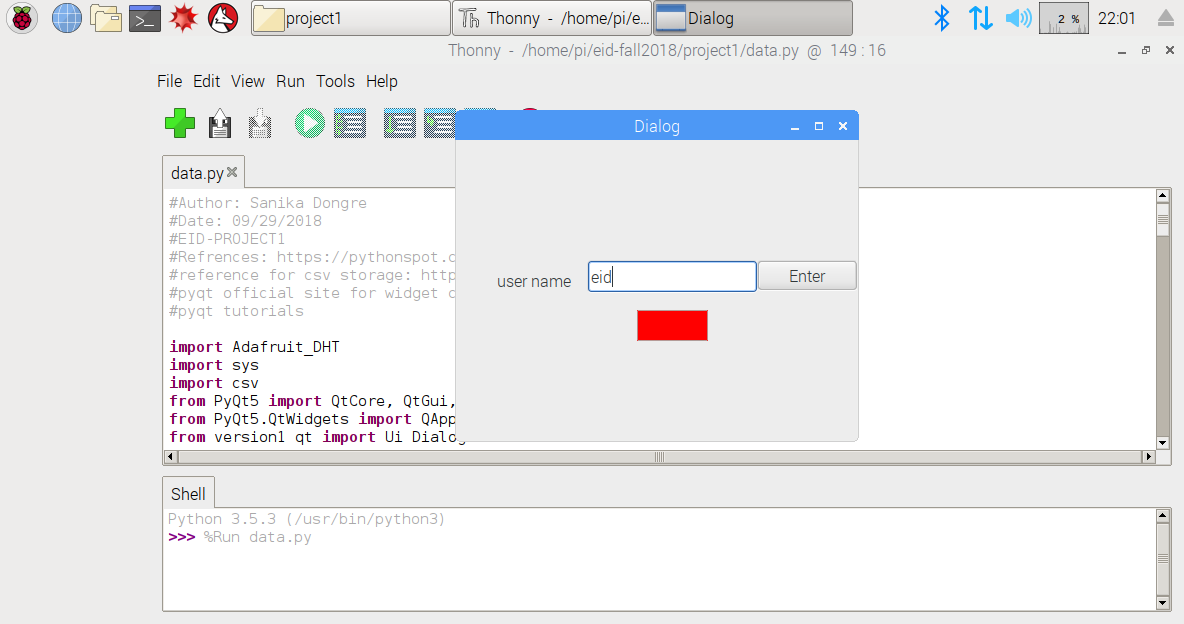 project1
Thonny - /home/pi/e...
Dialog
2 %
22:01
Thonny - /home/pi/eid-fall2018/project1/data.py @ 149 : 16
File Edit View Run Tools Help
Dialog
data.py
#Author: Sanika Dongre
#Date: 09/29/2018
#EID-PROJECT1
#Refrences: https://pythonspot.c
#reference for csv storage: http
#pyqt official site for widget
#pyqt tutorials
import Adafruit_DHT
import sys
import csv
from PyQt5 import QtCore, QtGui,
from PyQt5.QtWidgets import QApp
from version1_qt import Ui_Dialog
user name
eid
Enter
Shell
Python 3.5.3 (/usr/bin/python3)
>>> %Run data.py